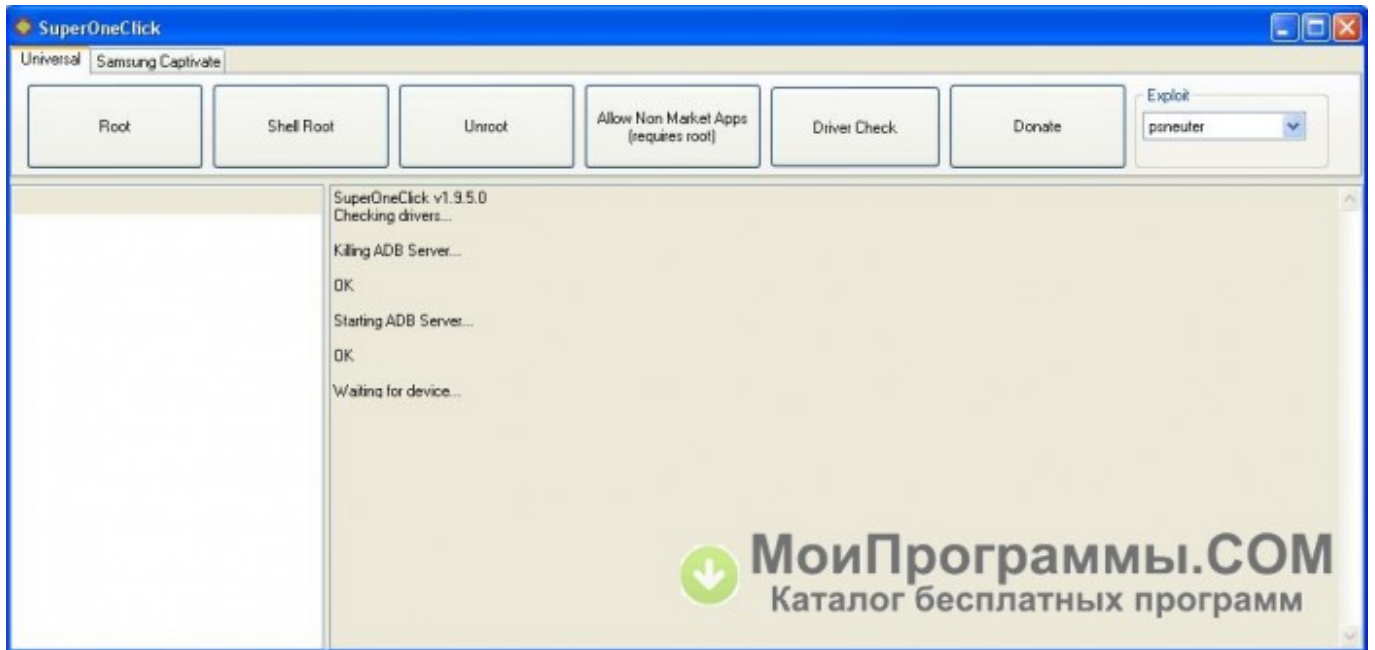 SuperOneClick
Universal
Samsung Captivate
Root
Shell Root
Unroot
Allow Non Market Apps
(requires root)
Driver Check
Donate
Exploit
psneuter
SuperOneClick v1.9.5.0
Checking drivers...
Killing ADB Server...
OK
Starting ADB Server...
OK
Waiting for device...
МоиПрограммы.COM
Каталог бесплатных программ